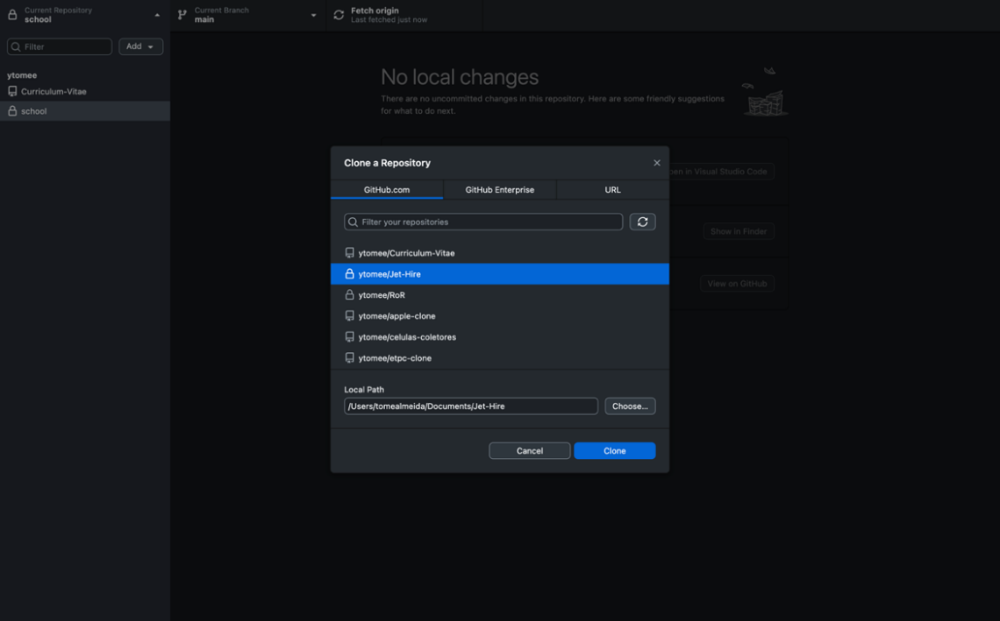 Current Repository
school
Current Branch
main
Fetch origin
Last fetched just now
Filter
Add
ytomee
Curriculum-Vitae
school
No local changes
There are no uncommitted changes in this repository. Here are some friendly suggestions
for what to do next.
pen in Visual Studio Code
Show in Finder
View on GitHub
Clone a Repository
GitHub.com
GitHub Enterprise
URL
Filter your repositories
ytomee/Curriculum-Vitae
ytomee/Jet-Hire
ytomee/RoR
ytomee/apple-clone
ytomee/celulas-coletores
ytomee/etpc-clone
Local Path
/Users/tomealmeida/Documents/Jet-Hire
Choose...
Cancel
Clone